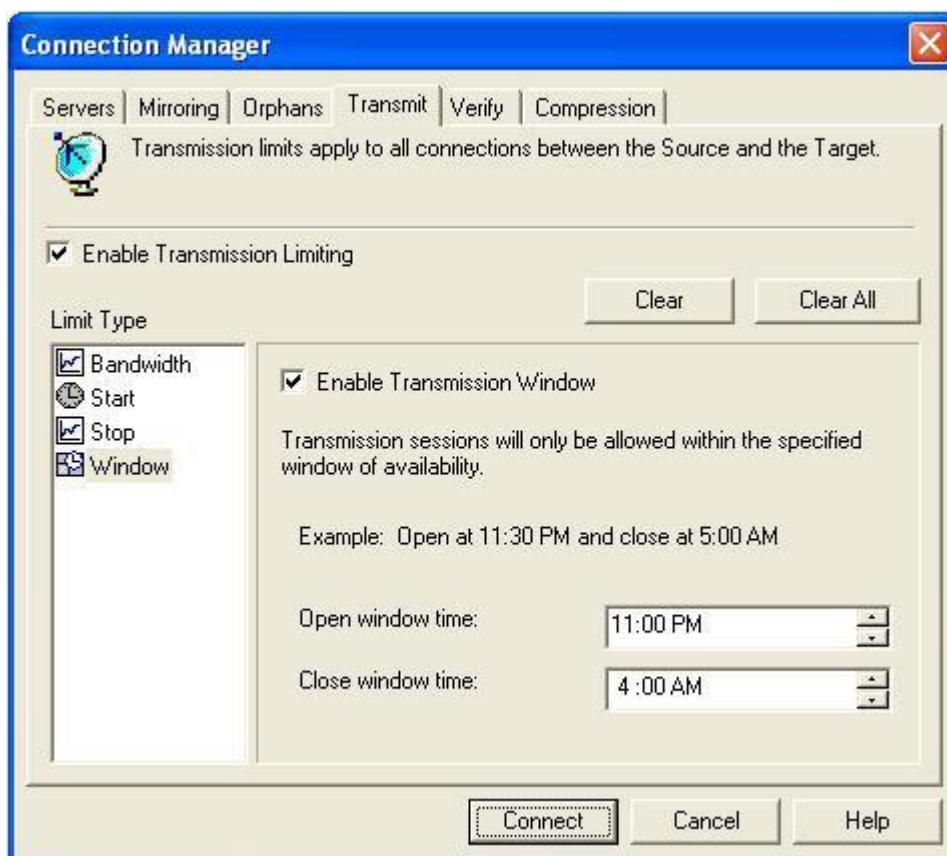 Connection Manager
Servers Mirroring Orphans Transmit Verify Compression
Transmission limits apply to all connections between the Source and the Target.
Enable Transmission Limiting
Clear Clear All
Limit Type
Bandwidth
Start
Stop
Window
Enable Transmission Window
Transmission sessions will only be allowed within the specified
window of availability.
Example: Open at 11:30 PM and close at 5:00 AM
Open window time: 11:00 PM
Close window time: 4 :00 AM
Connect Cancel Help